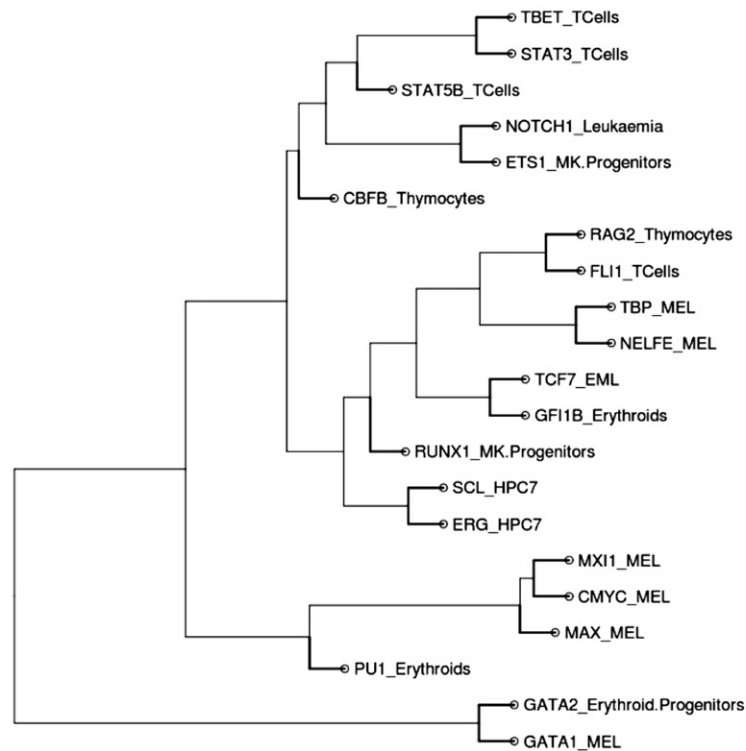 TBET_TCells
STAT3_TCells
STAT5B_TCells
NOTCH1_Leukaemia
ETS1_MK.Progenitors
CBFB_Thymocytes
RAG2_Thymocytes
FLI1_TCells
TBP_MEL
NELFE_MEL
TCF7_EML
GFI1B_Erythroids
RUNX1_MK.Progenitors
SCL_HPC7
ERG_HPC7
MXI1_MEL
CMYC_MEL
MAX_MEL
PU1_Erythroids
GATA2_Erythroid.Progenitors
GATA1_MEL